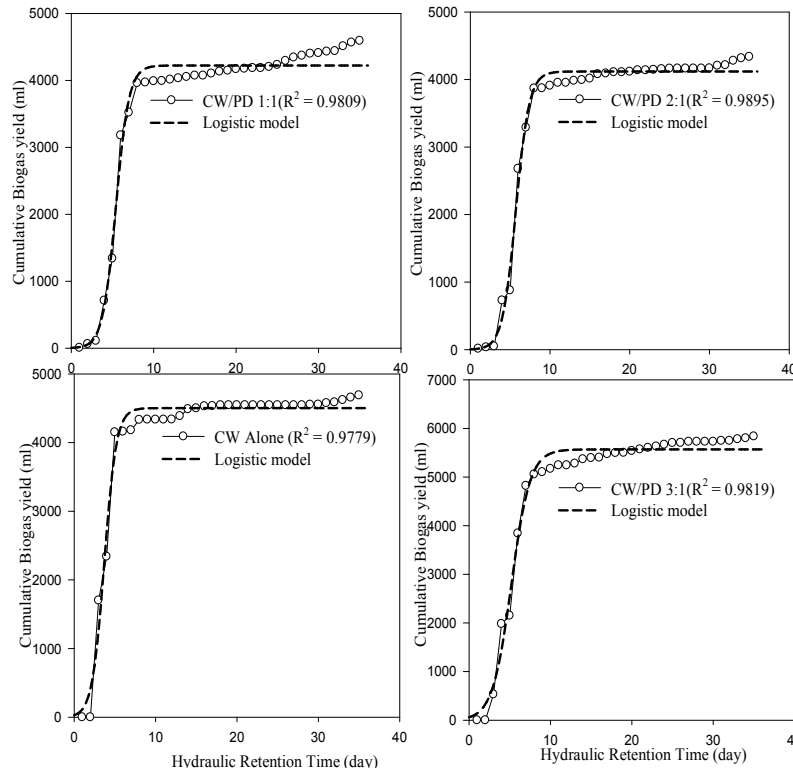 Cumulative Biogas yield (ml)
5000
4000
3000
2000
1000
0
0 10 20 30 40
CW/PD 1:1(R² = 0.9809)
Logistic model
Cumulative Biogas yield (ml)
5000
4000
3000
2000
1000
0
0 10 20 30 40
CW/PD 2:1(R² = 0.9895)
Logistic model
Cumulative Biogas yield (ml)
5000
4000
3000
2000
1000
0
0 10 20 30 40
CW Alone (R² = 0.9779)
Logistic model
Hydraulic Retention Time (day)
Cumulative Biogas yield (ml)
7000
6000
5000
4000
3000
2000
1000
0
0 10 20 30 40
CW/PD 3:1(R² = 0.9819)
Logistic model
Hydraulic Retention Time (day)